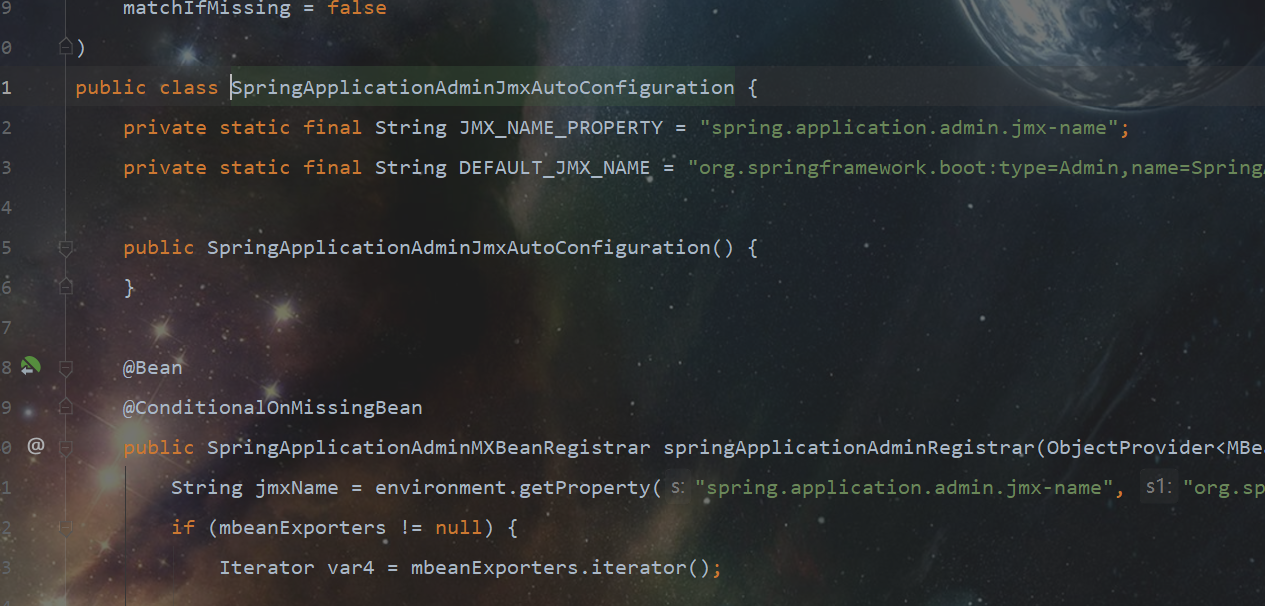 9 matchIfMissing = false
0 )
1 public class SpringApplicationAdminJmxAutoConfiguration {
2 private static final String JMX_NAME_PROPERTY = "spring.application.admin.jmx-name";
3 private static final String DEFAULT_JMX_NAME = "org.springframework.boot:type=Admin,name=Spring
4
5 public SpringApplicationAdminJmxAutoConfiguration() {
6 }
7
8 @Bean
9 @ConditionalOnMissingBean
0 @ public SpringApplicationAdminMXBeanRegistrar springApplicationAdminRegistrar(ObjectProvider<MBe
1 String jmxName = environment.getProperty( s: "spring.application.admin.jmx-name", s1: "org.sp
2 if (mbeanExporters != null) {
3 Iterator var4 = mbeanExporters.iterator();